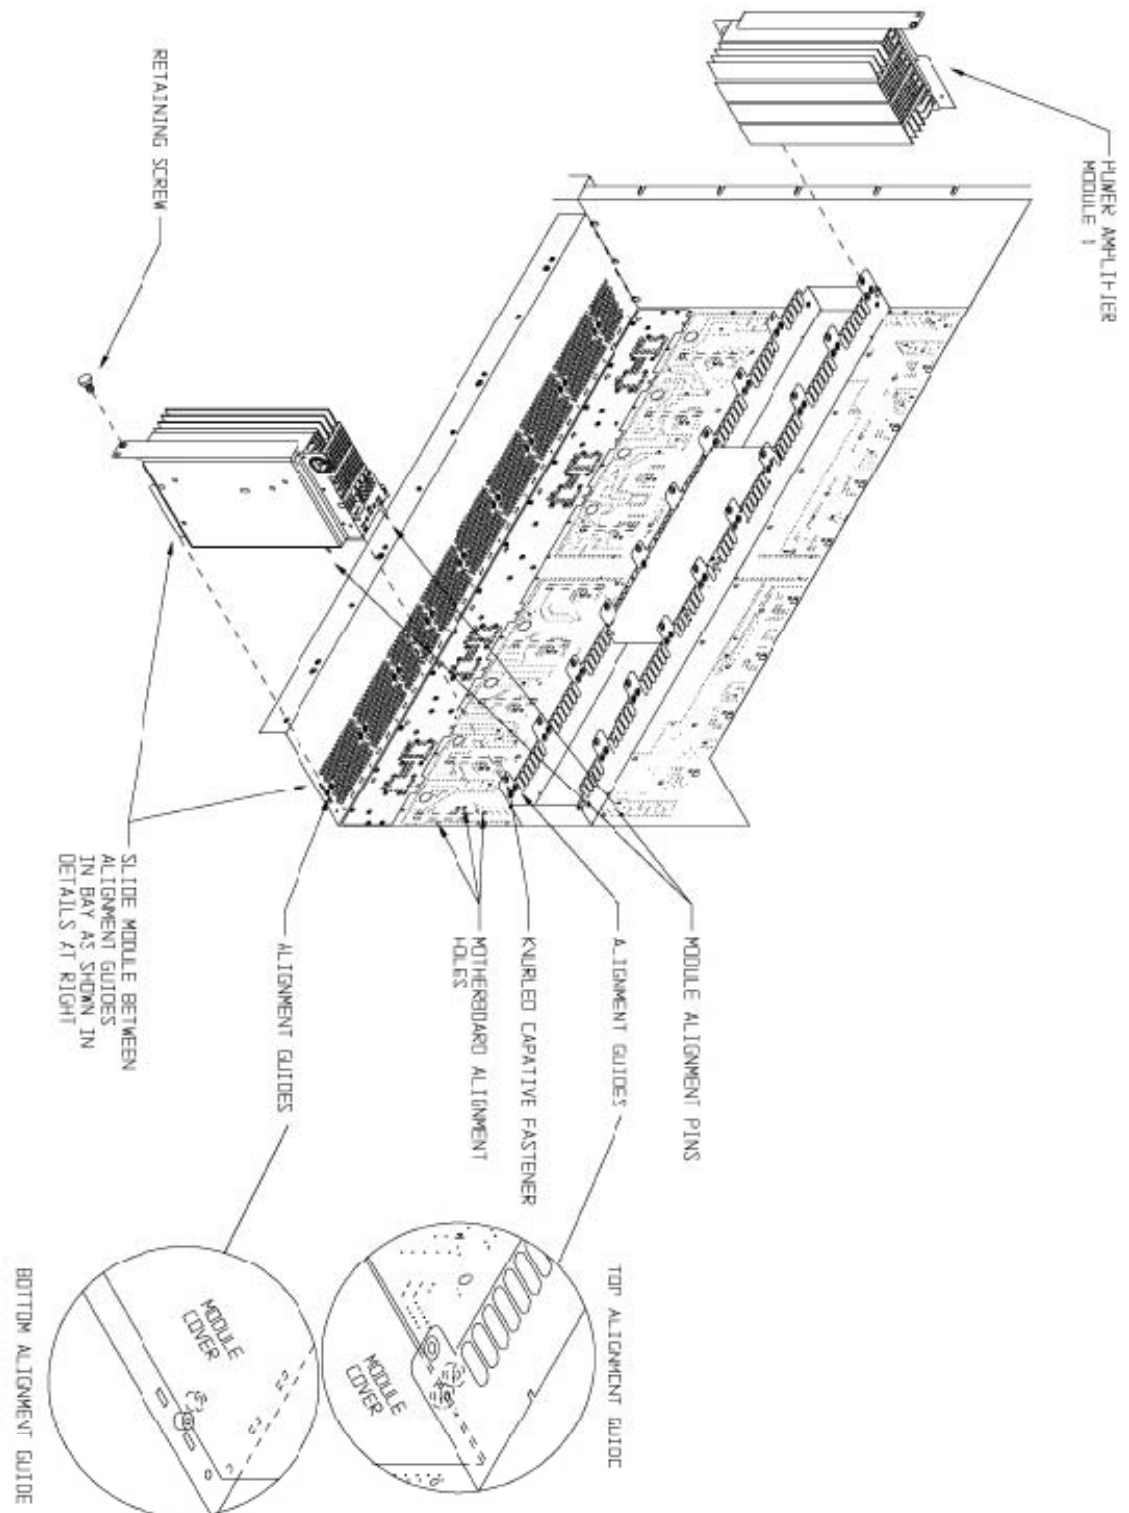 POWER AMPLIFIER
MODULE 1
RETAINING SCREW
MODULE ALIGNMENT PINS
ALIGNMENT GUIDES
KNURLED CAPATIVE FASTENER
MOTHERBOARD ALIGNMENT
HOLES
ALIGNMENT GUIDES
SLIDE MODULE BETWEEN
ALIGNMENT GUIDES
IN BAY AS SHOWN IN
DETAILS AT RIGHT
TOP ALIGNMENT GUIDE
MODULE
COVER
MODULE
COVER
BOTTOM ALIGNMENT GUIDE